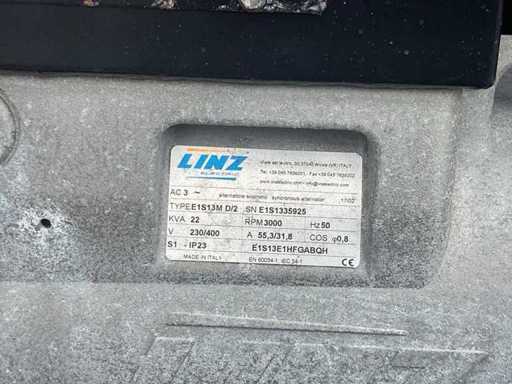 LINZ
ELECTRIC
AC 3 ~
alternatore sincrono synchronous alternator
TYPE E1S13M D/2 SN E1S1335925
KVA 22 RPM 3000 Hz 50
V 230/400 A 55,3/31,8 COS φ 0,8
S1 - IP23 E1S13E1HFGABQH
MADE IN ITALY EN 60034-1 IEC 34-1 CE